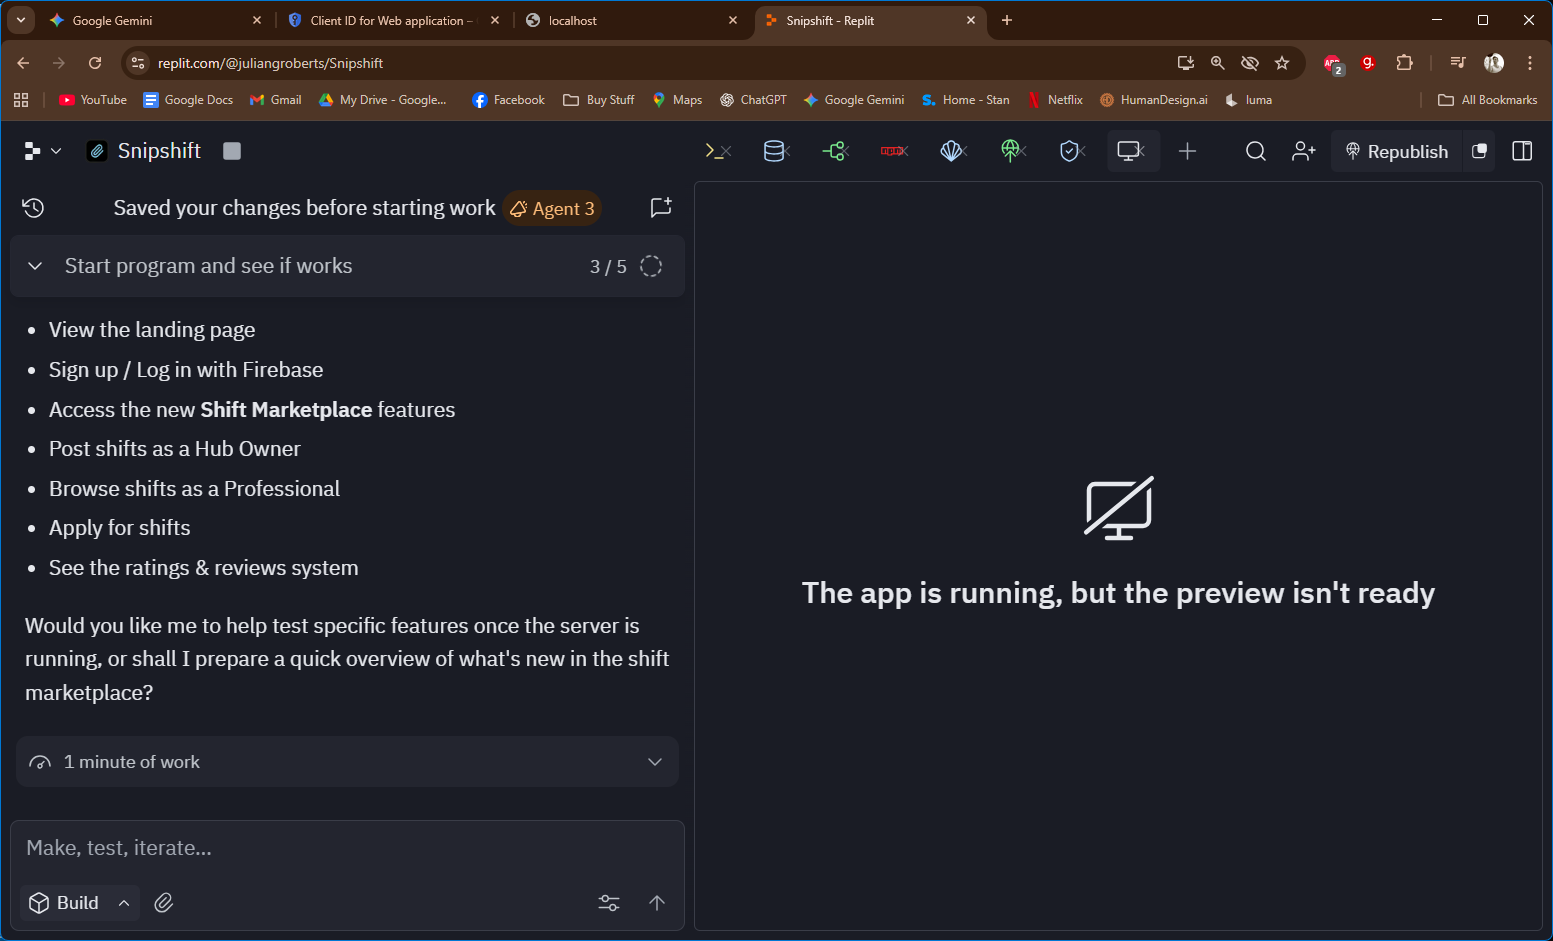 Google Gemini
Client ID for Web application –
localhost
Snipshift - Replit
replit.com/@juliangroberts/Snipshift
2
g.
YouTube
Google Docs
Gmail
My Drive - Google...
Facebook
Buy Stuff
Maps
ChatGPT
Google Gemini
S. Home - Stan
Netflix
HumanDesign.ai
luma
All Bookmarks
Snipshift
Republish
Saved your changes before starting work
Agent 3
Start program and see if works
3 / 5
• View the landing page
• Sign up / Log in with Firebase
• Access the new Shift Marketplace features
• Post shifts as a Hub Owner
• Browse shifts as a Professional
• Apply for shifts
• See the ratings & reviews system
Would you like me to help test specific features once the server is
running, or shall I prepare a quick overview of what's new in the shift
marketplace?
1 minute of work
Make, test, iterate...
Build
The app is running, but the preview isn't ready